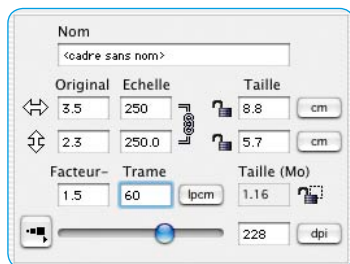 Nom
<cadre sans nom>
Original Echelle Taille
3.5 250 8.8 cm
2.3 250.0 5.7 cm
Facteur- Trame Taille (Mo)
1.5 60 lpcm 1.16
228 dpi